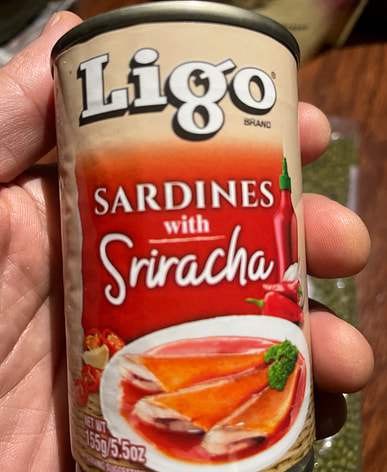 Ligo
BRAND
SARDINES
with
Sriracha
NET WT
155g/5.5oz